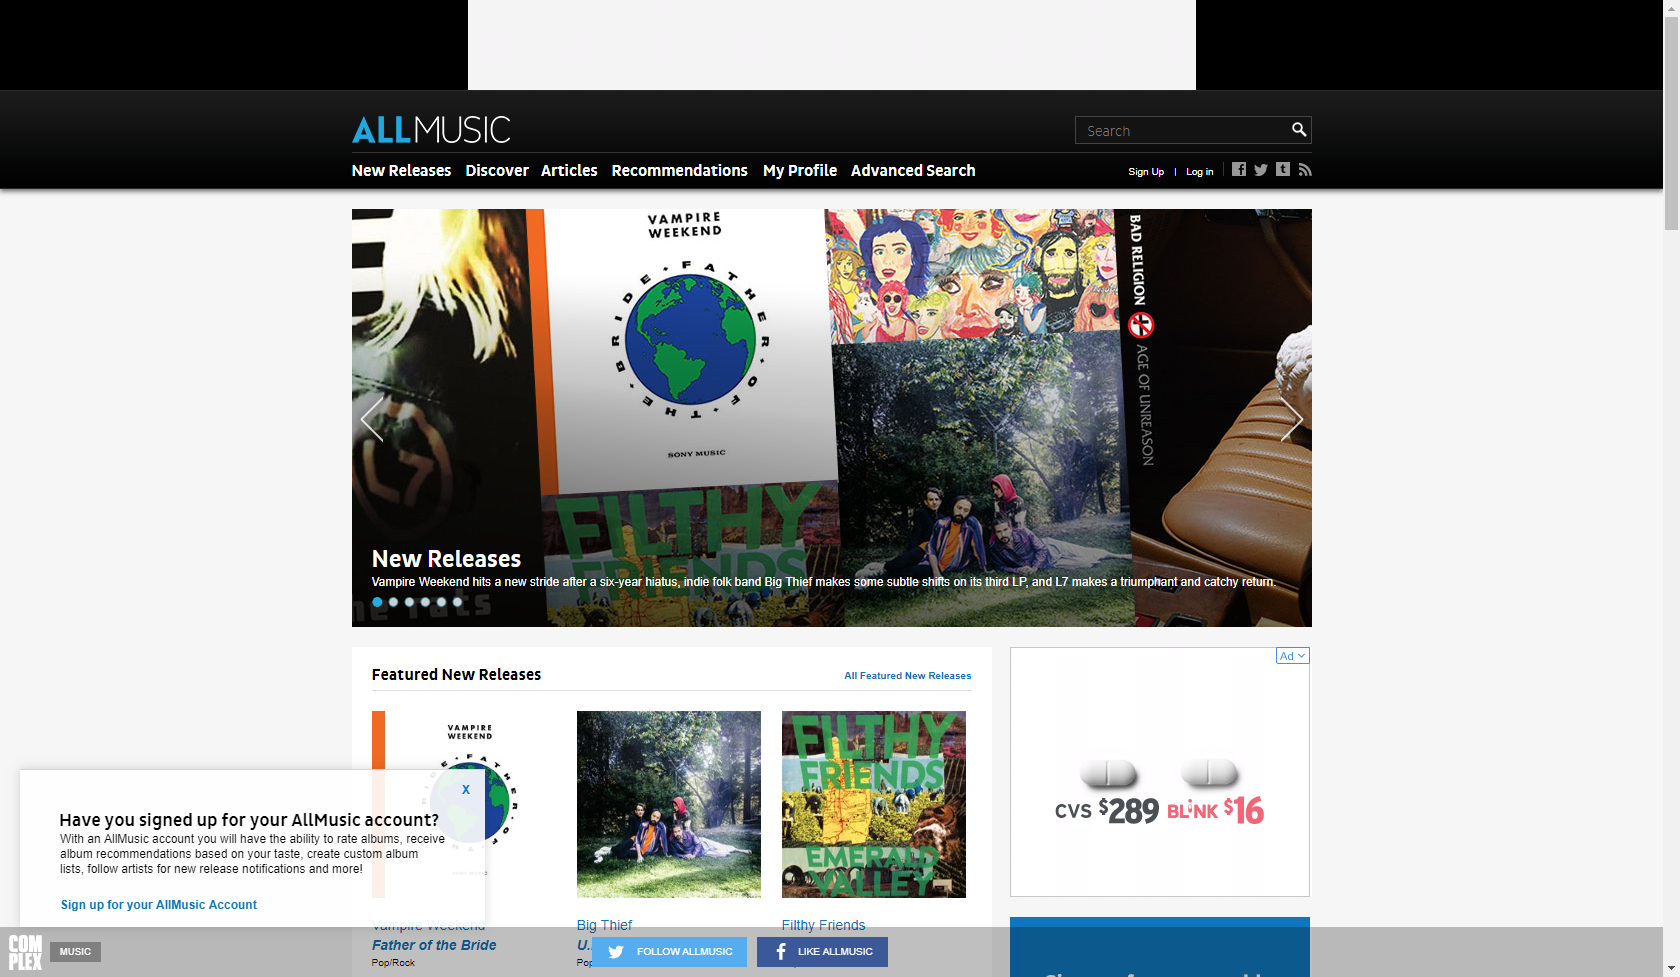 ALLMUSIC
Search
New Releases
Discover
Articles
Recommendations
My Profile
Advanced Search
Sign Up
Log in
VAMPIRE
WEEKEND
FATHER OF THE BRIDE
SONY MUSIC
BAD RELIGION
AGE OF UNREASON
FILTHY
FRIENDS
New Releases
Vampire Weekend hits a new stride after a six-year hiatus, indie folk band Big Thief makes some subtle shifts on its third LP, and L7 makes a triumphant and catchy return.
Featured New Releases
All Featured New Releases
VAMPIRE
WEEKEND
FILTHY
FRIENDS
EMERALD
VALLEY
Ad
CVS $289 BLINK $16
X
Have you signed up for your AllMusic account?
With an AllMusic account you will have the ability to rate albums, receive
album recommendations based on your taste, create custom album
lists, follow artists for new release notifications and more!
Sign up for your AllMusic Account
Vampire Weekend
Father of the Bride
Pop/Rock
Big Thief
U.
Filthy Friends
COMPLEX
MUSIC
FOLLOW ALLMUSIC
LIKE ALLMUSIC